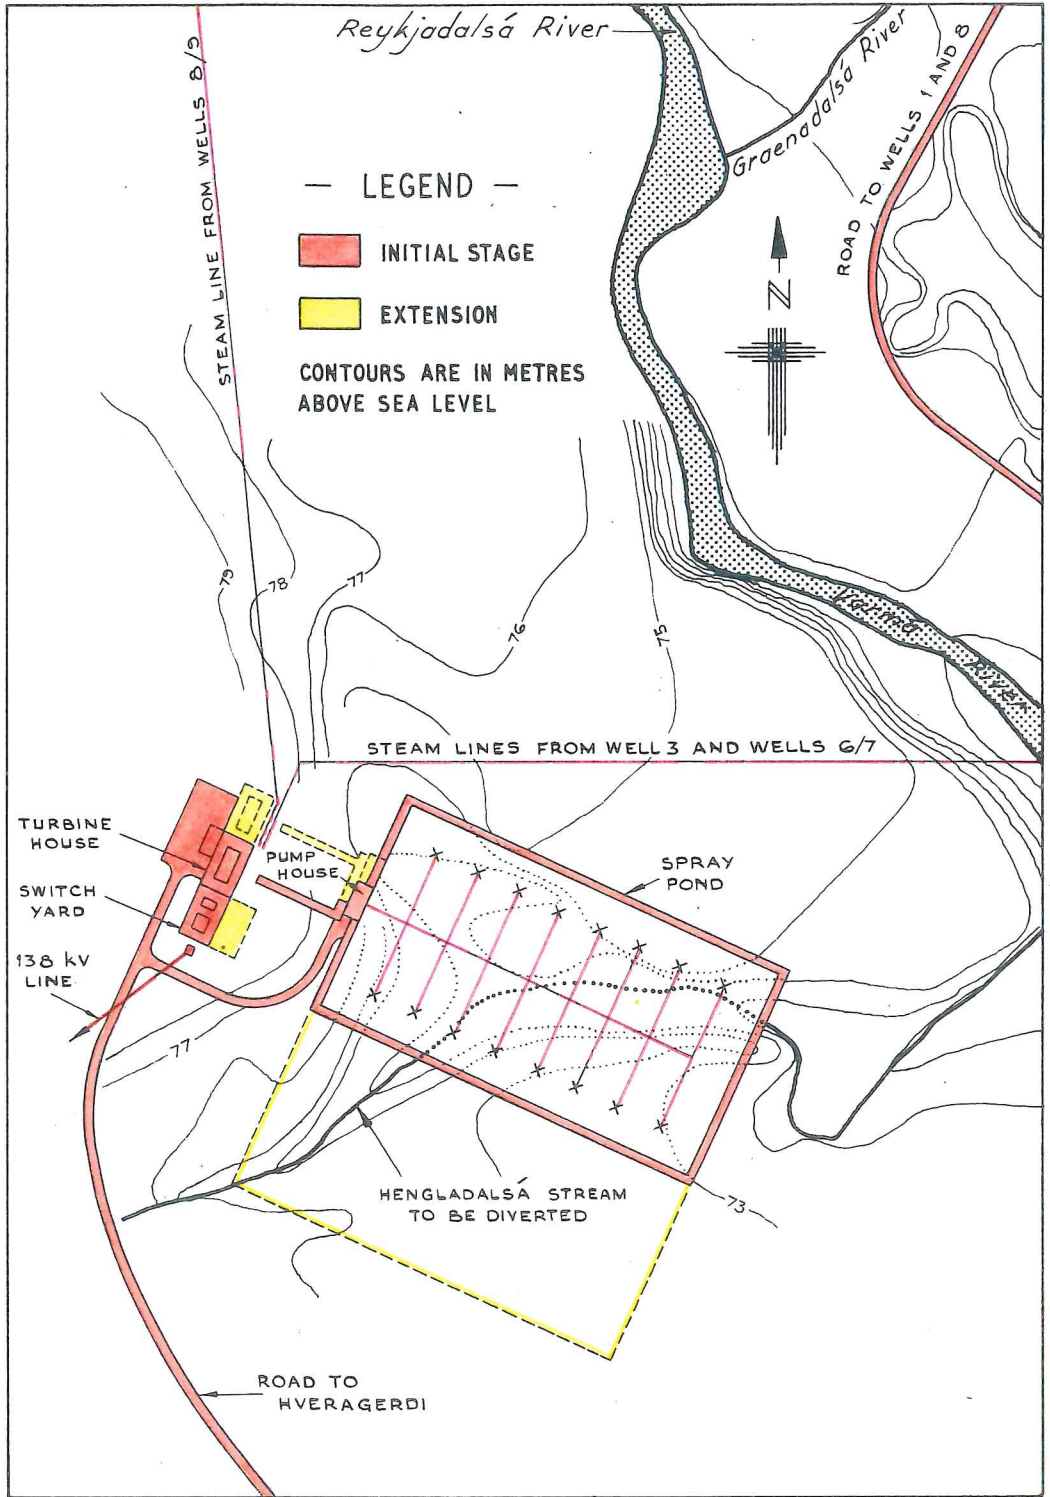 Reykjadalsá River
Graenadalsá River
ROAD TO WELLS 1 AND 8
STEAM LINE FROM WELLS 8/9
— LEGEND —
INITIAL STAGE
EXTENSION
CONTOURS ARE IN METRES
ABOVE SEA LEVEL
N
79
78
77
76
75
Varmá River
STEAM LINES FROM WELL 3 AND WELLS 6/7
TURBINE
HOUSE
PUMP
HOUSE
SPRAY
POND
SWITCH
YARD
138 kV
LINE
77
HENGLADALSÁ STREAM
TO BE DIVERTED
73
ROAD TO
HVERAGERDI